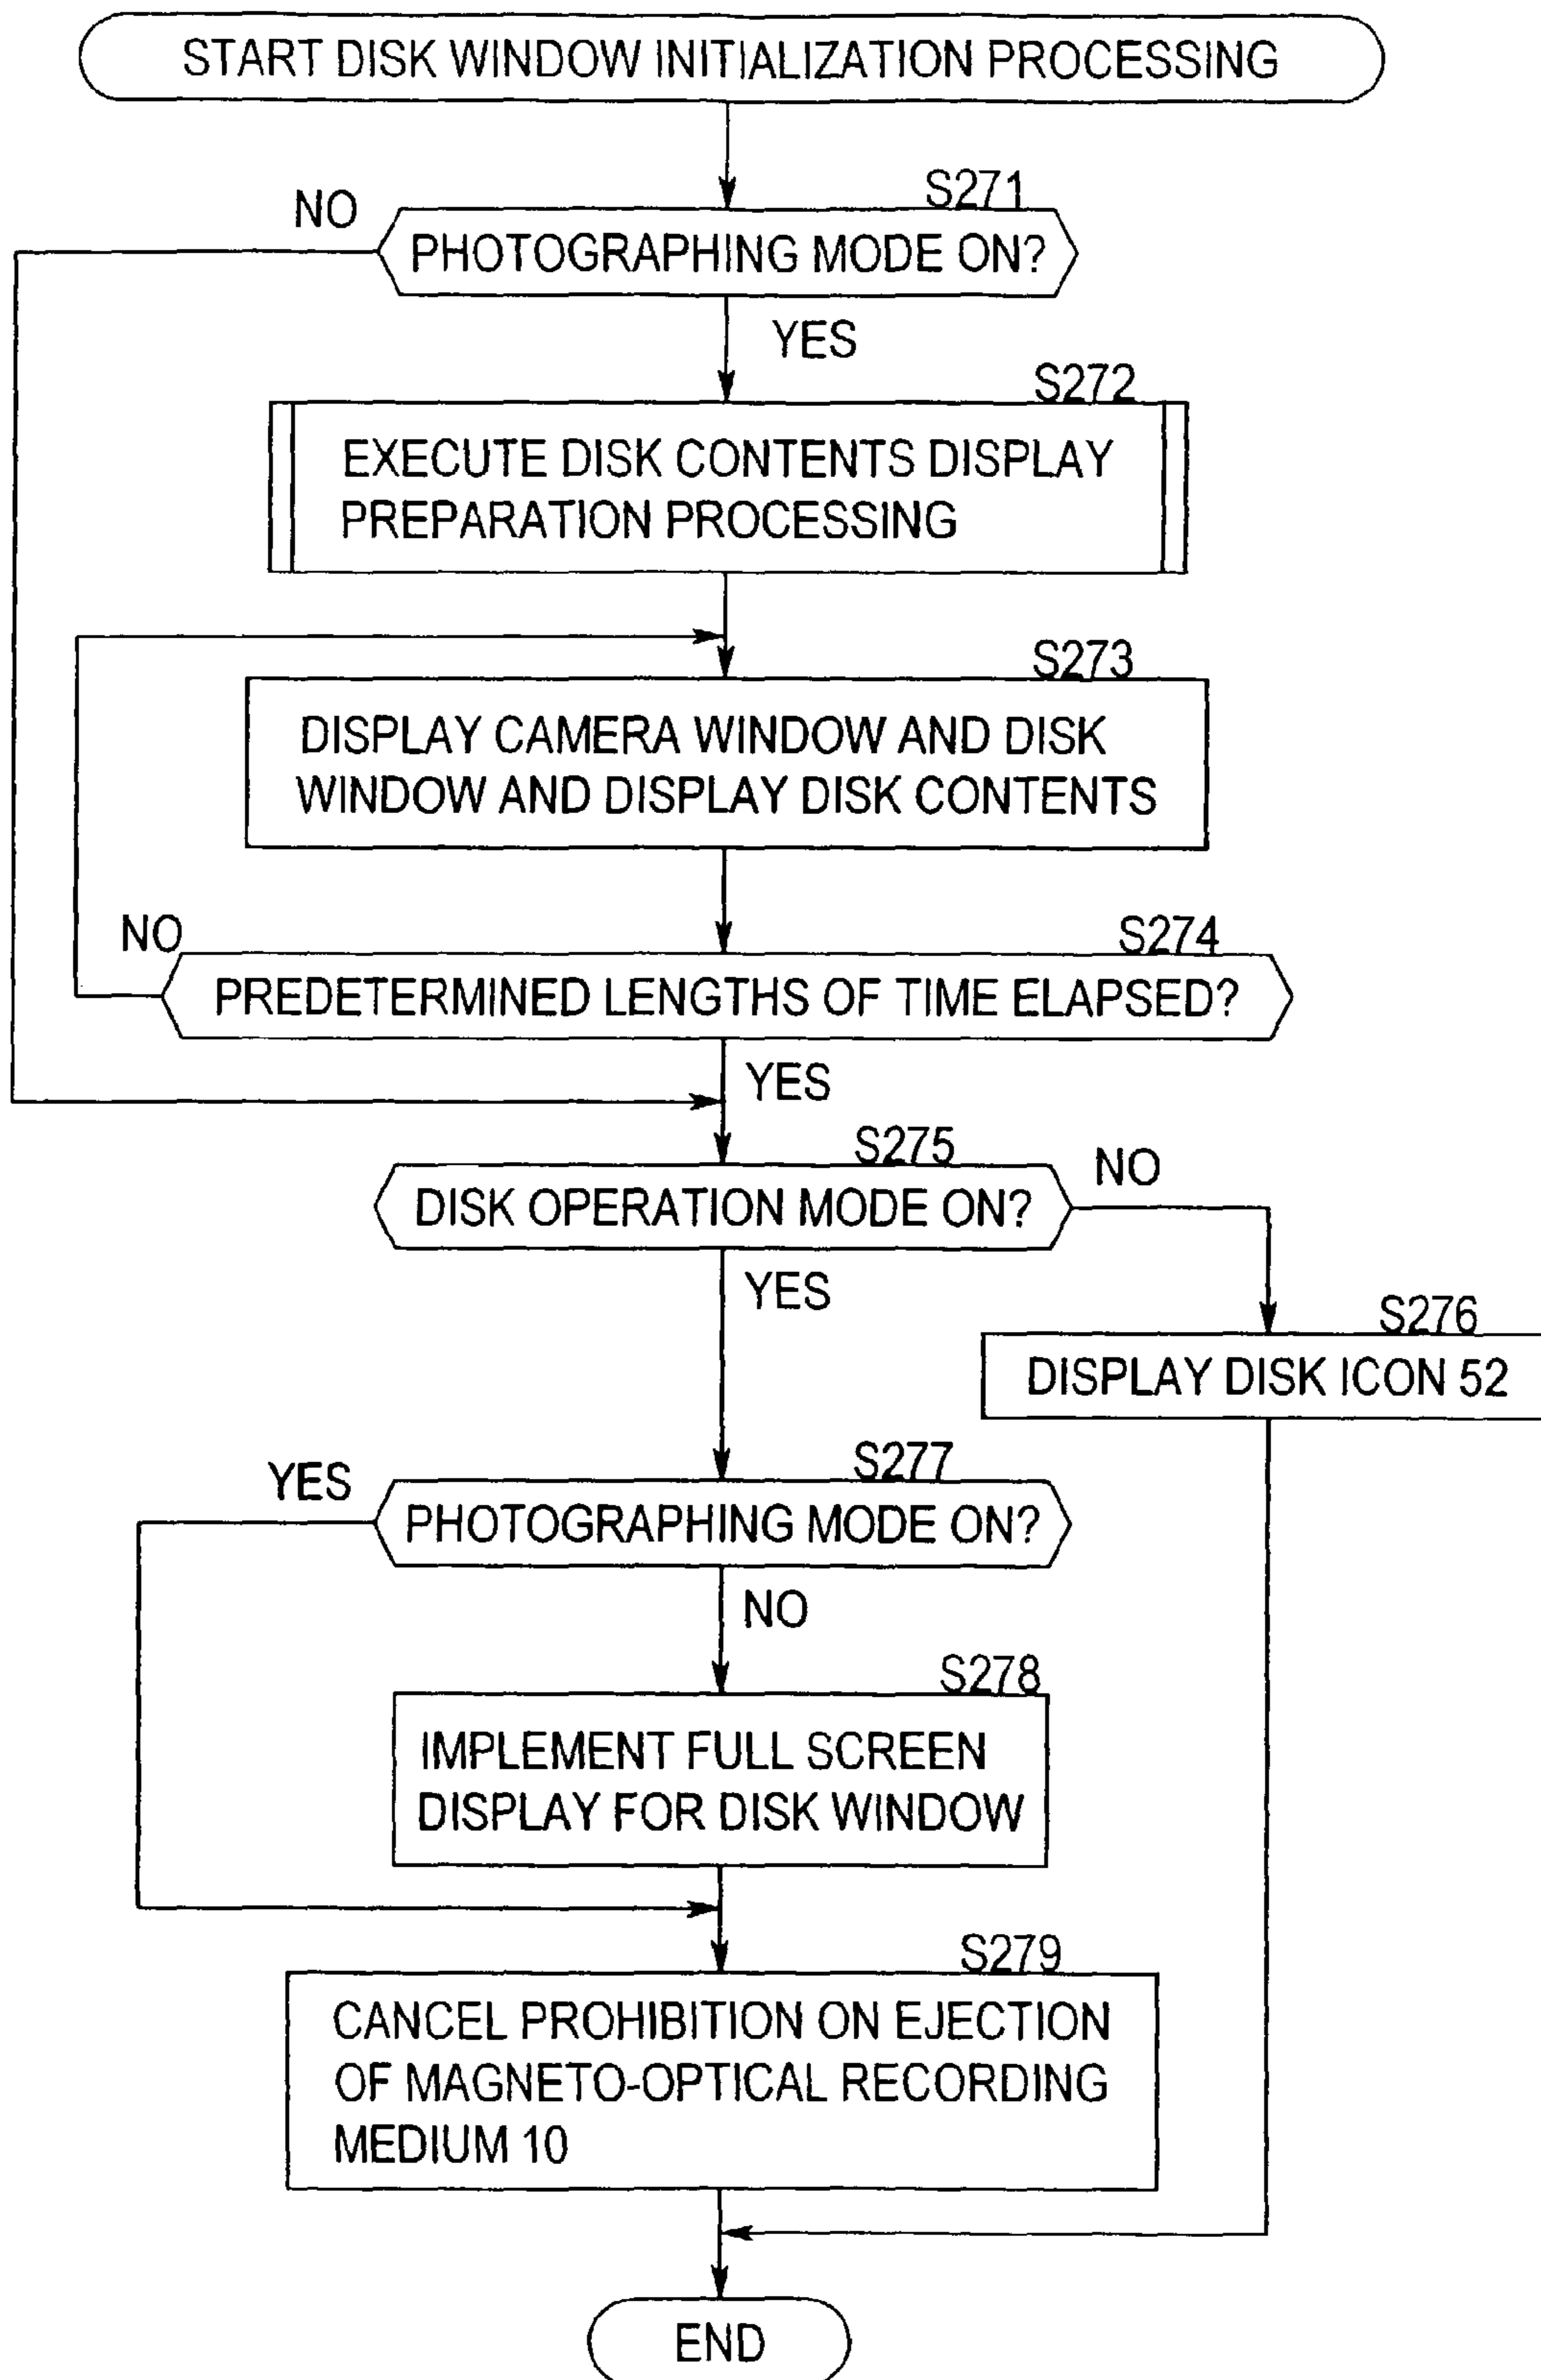 START DISK WINDOW INITIALIZATION PROCESSING
S271
NO
PHOTOGRAPHING MODE ON?
YES
S272
EXECUTE DISK CONTENTS DISPLAY
PREPARATION PROCESSING
S273
DISPLAY CAMERA WINDOW AND DISK
WINDOW AND DISPLAY DISK CONTENTS
NO
S274
PREDETERMINED LENGTHS OF TIME ELAPSED?
YES
S275
NO
DISK OPERATION MODE ON?
YES
S276
DISPLAY DISK ICON 52
S277
YES
PHOTOGRAPHING MODE ON?
NO
S278
IMPLEMENT FULL SCREEN
DISPLAY FOR DISK WINDOW
S279
CANCEL PROHIBITION ON EJECTION
OF MAGNETO-OPTICAL RECORDING
MEDIUM 10
END